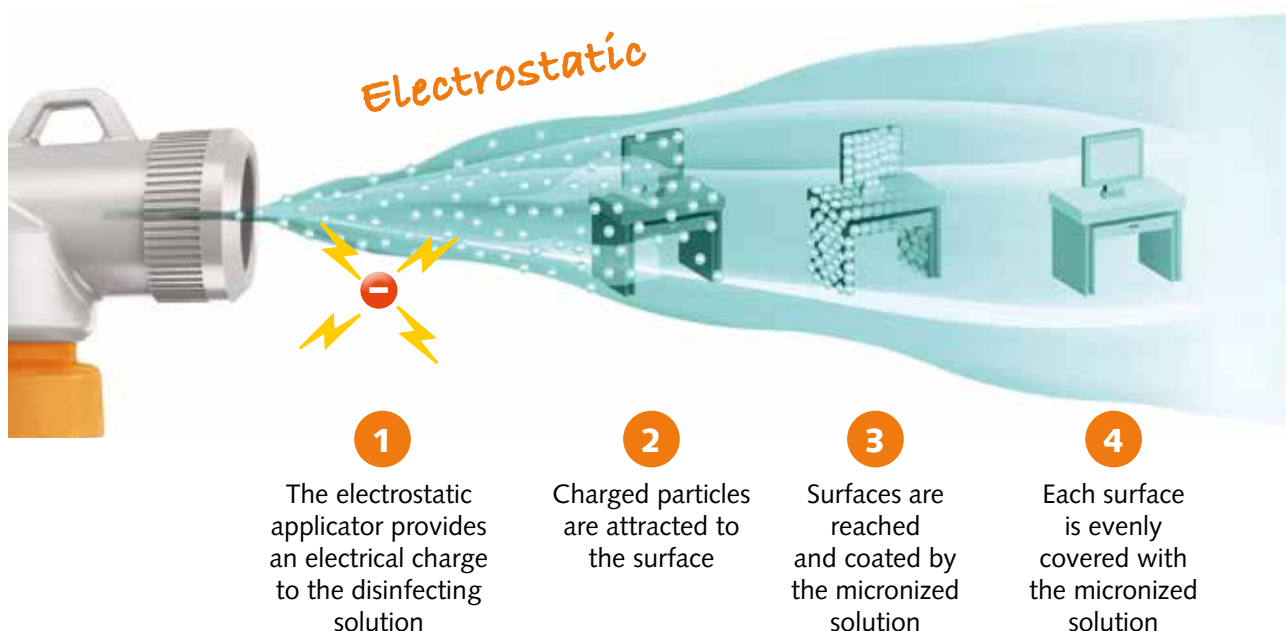 Electrostatic
−
1
The electrostatic
applicator provides
an electrical charge
to the disinfecting
solution
2
Charged particles
are attracted to
the surface
3
Surfaces are
reached
and coated by
the micronized
solution
4
Each surface
is evenly
covered with
the micronized
solution